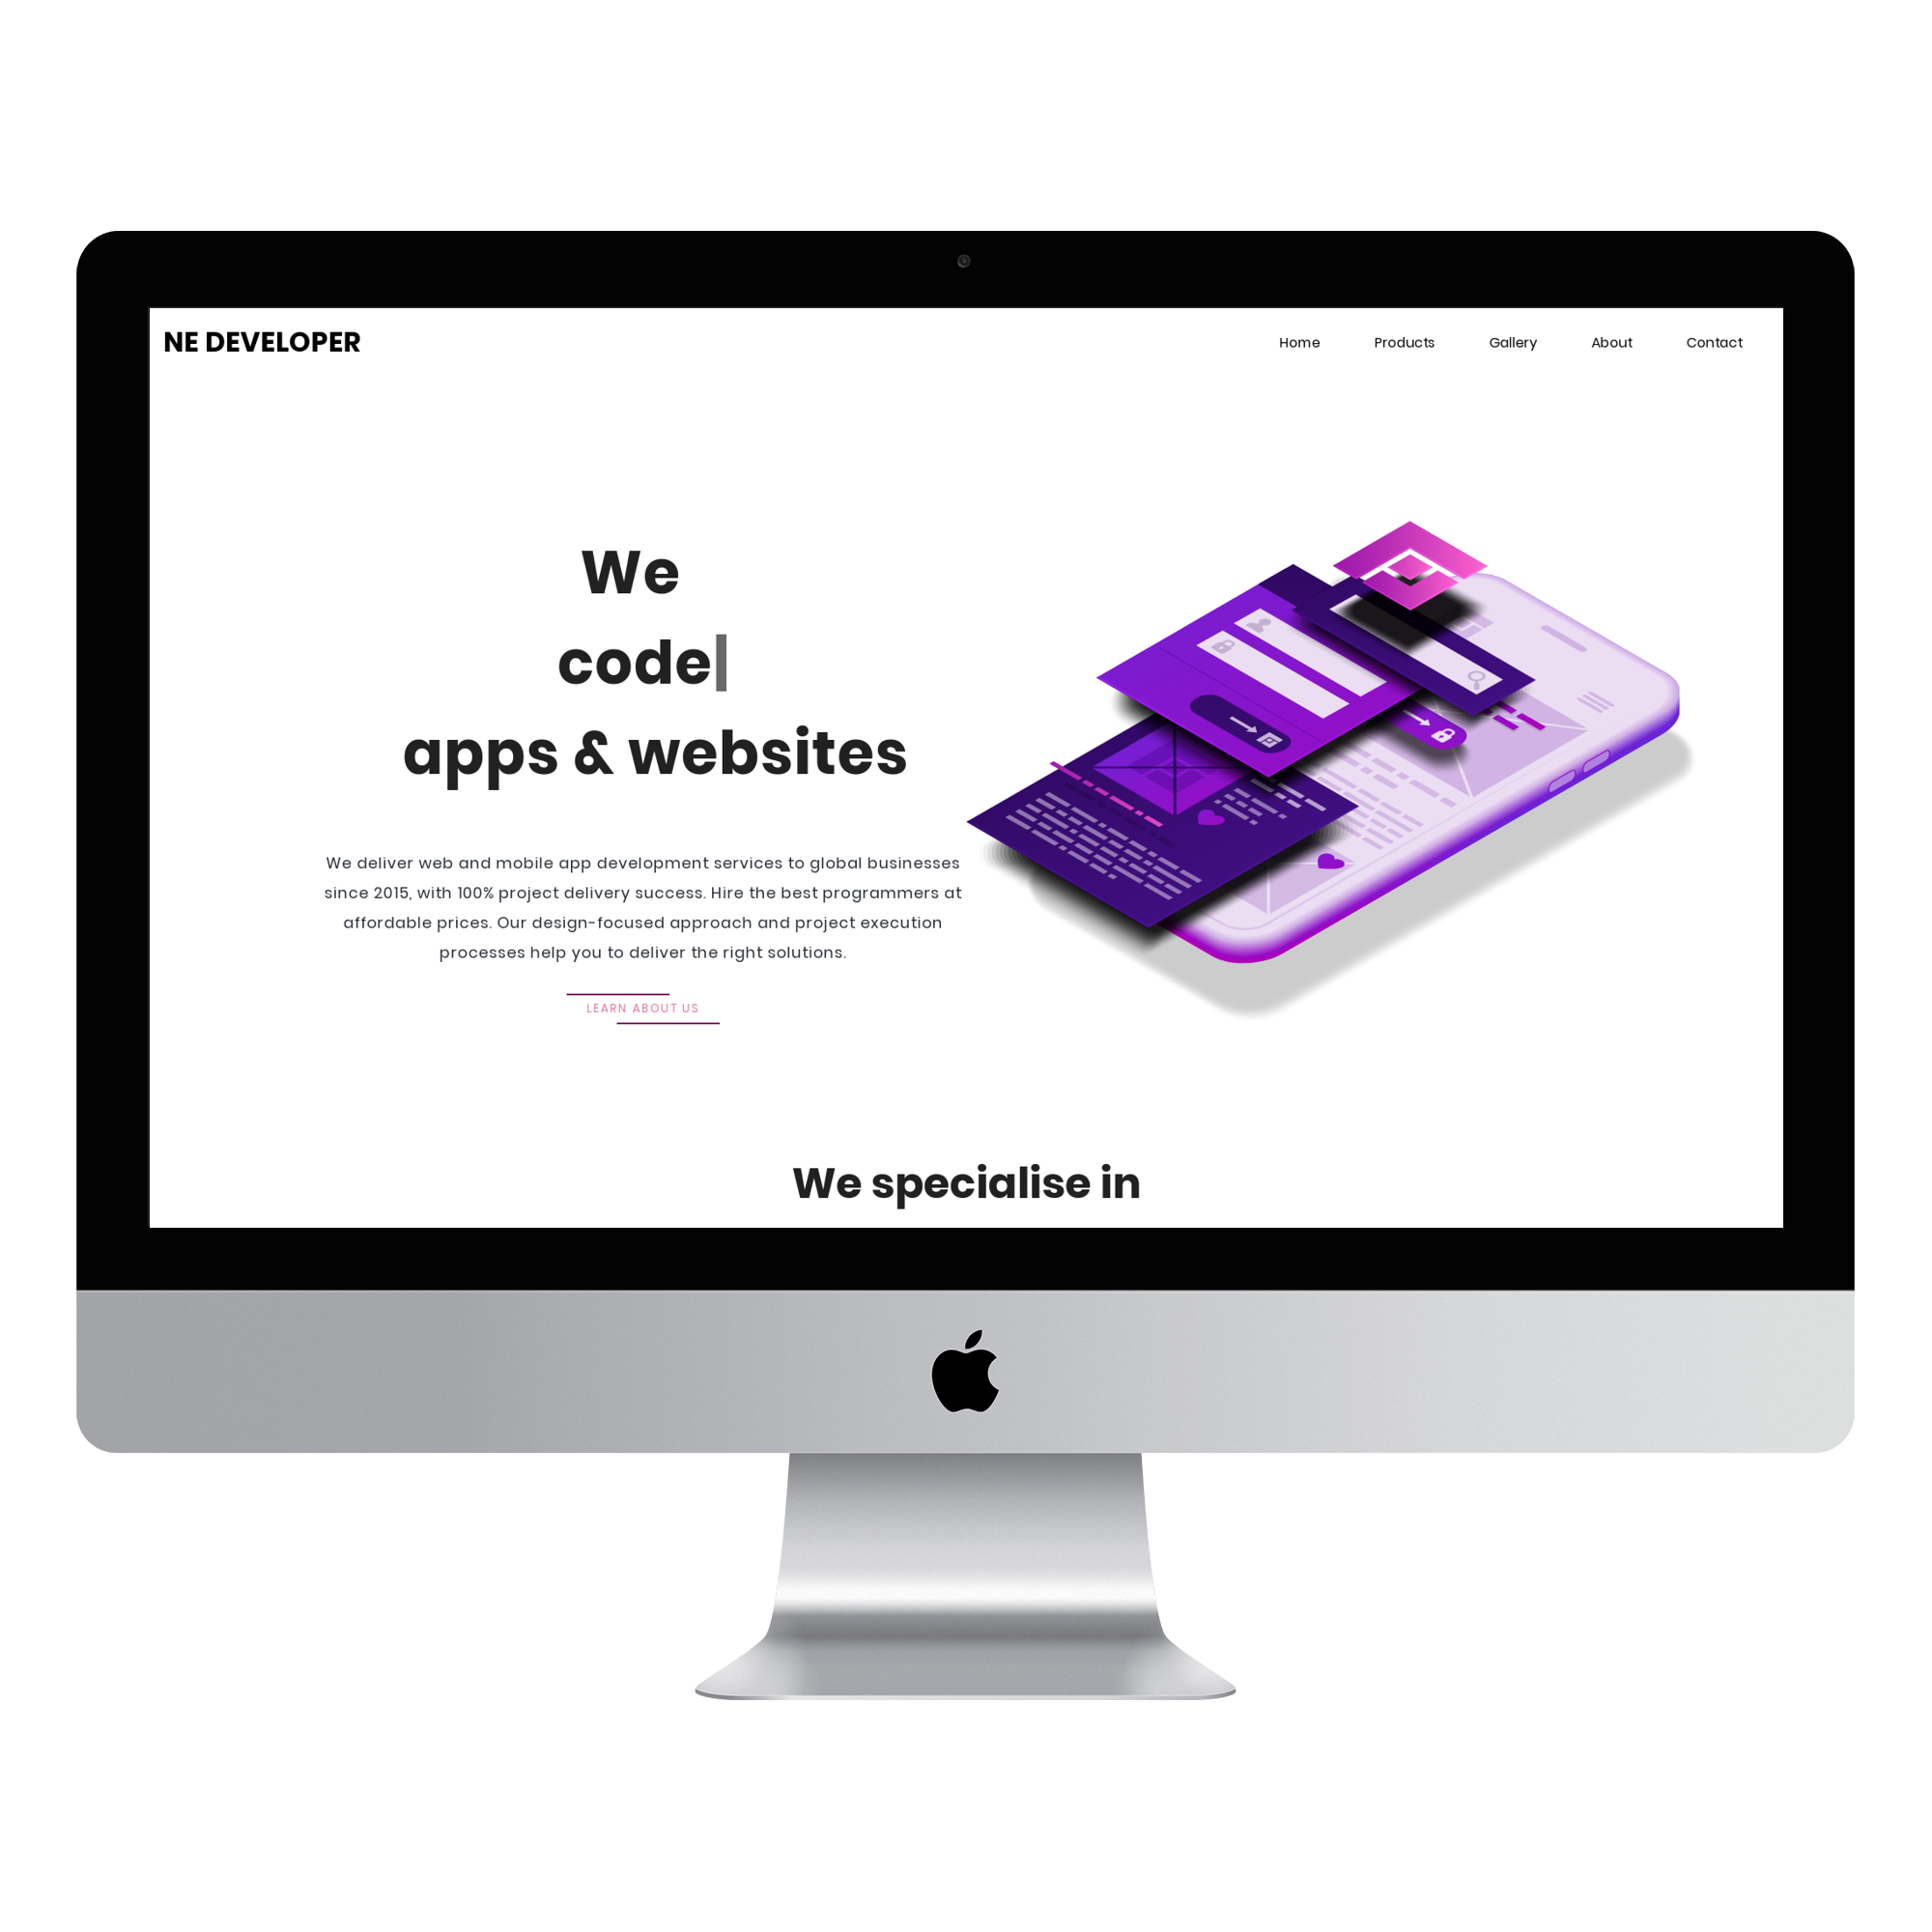 NE DEVELOPER
Home Products Gallery About Contact
We
code
apps & websites
We deliver web and mobile app development services to global businesses
since 2015, with 100% project delivery success. Hire the best programmers at
affordable prices. Our design-focused approach and project execution
processes help you to deliver the right solutions.
LEARN ABOUT US
We specialise in